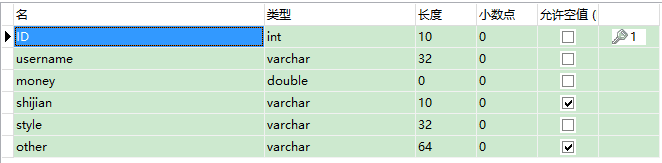 名 类型 长度 小数点 允许空值 (
ID int 10 0 1
username varchar 32 0
money double 0 0
shijian varchar 10 0
style varchar 32 0
other varchar 64 0